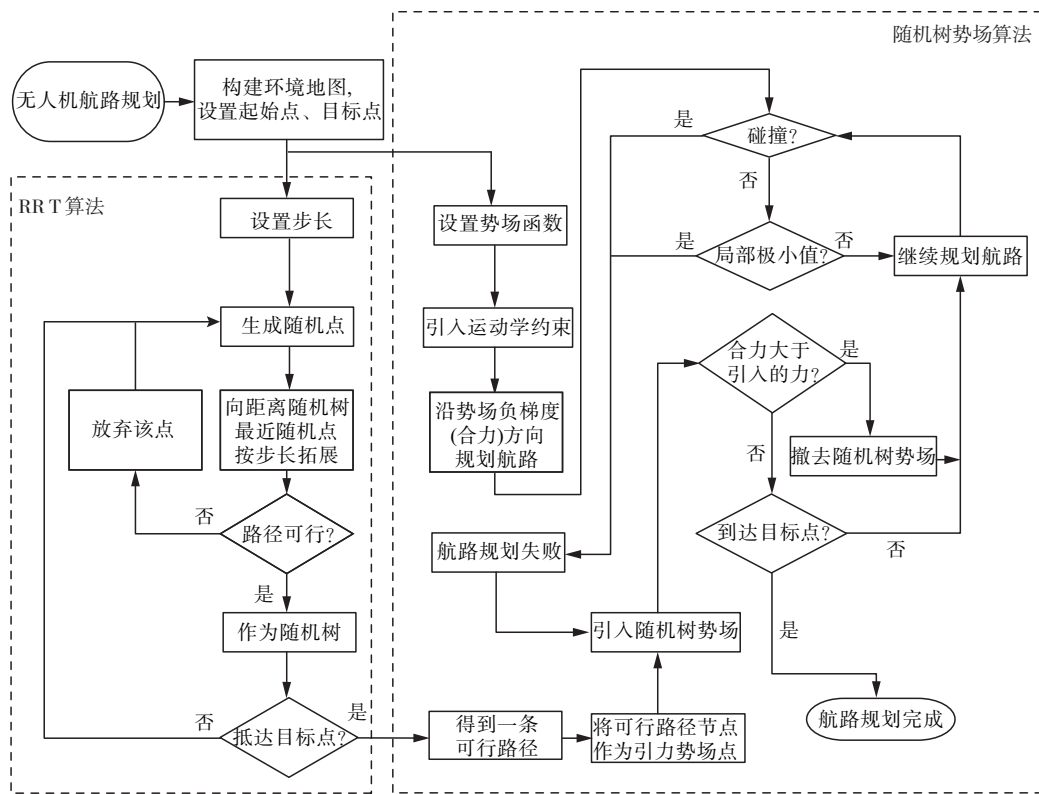 随机树势场算法
无人机航路规划
构建环境地图,
设置起始点、目标点
RRT算法
设置步长
生成随机点
向距离随机树
最近随机点
按步长拓展
放弃该点
否
路径可行?
是
作为随机树
否
抵达目标点?
是
设置势场函数
引入运动学约束
沿势场负梯度
(合力)方向
规划航路
是
碰撞?
否
是
局部极小值?
否
继续规划航路
合力大于
引入的力?
是
撤去随机树势场
否
到达目标点?
否
航路规划失败
引入随机树势场
是
航路规划完成
得到一条
可行路径
将可行路径节点
作为引力势场点